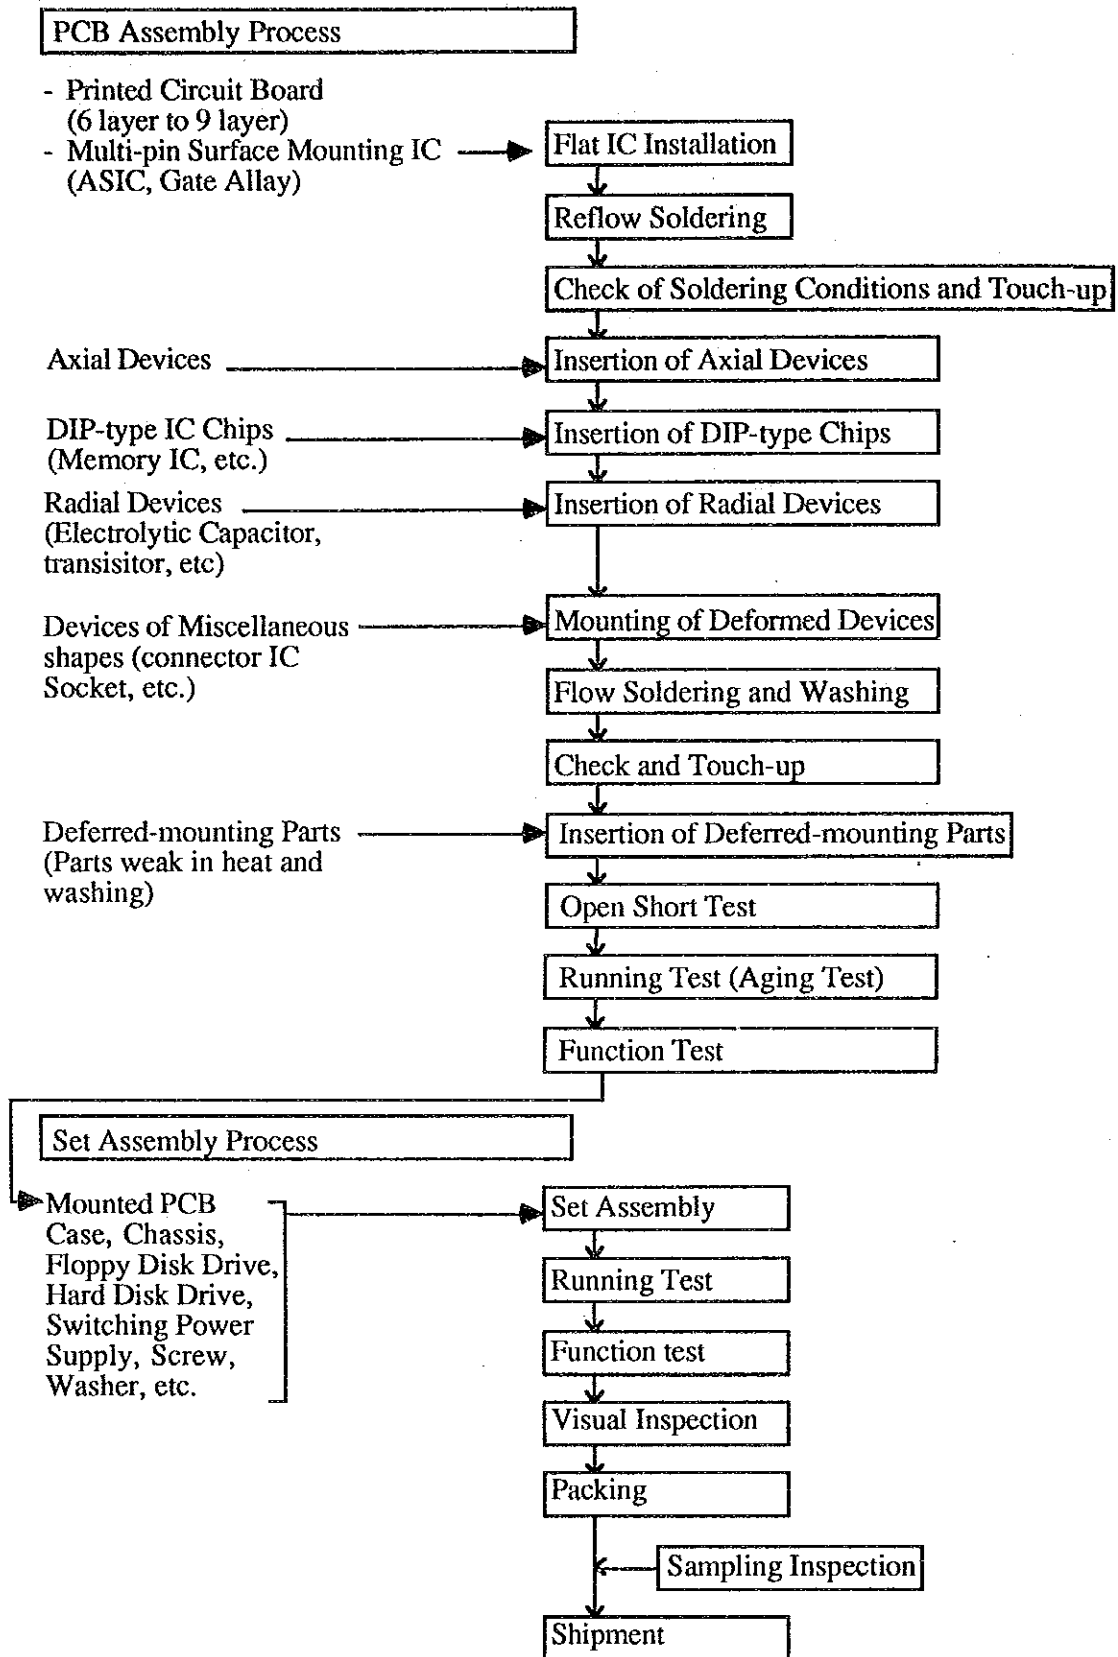 PCB Assembly Process
- Printed Circuit Board
(6 layer to 9 layer)
- Multi-pin Surface Mounting IC
(ASIC, Gate Allay)
Flat IC Installation
Reflow Soldering
Check of Soldering Conditions and Touch-up
Axial Devices
Insertion of Axial Devices
DIP-type IC Chips
(Memory IC, etc.)
Insertion of DIP-type Chips
Radial Devices
(Electrolytic Capacitor,
transisitor, etc)
Insertion of Radial Devices
Devices of Miscellaneous
shapes (connector IC
Socket, etc.)
Mounting of Deformed Devices
Flow Soldering and Washing
Check and Touch-up
Deferred-mounting Parts
(Parts weak in heat and
washing)
Insertion of Deferred-mounting Parts
Open Short Test
Running Test (Aging Test)
Function Test
Set Assembly Process
Mounted PCB
Case, Chassis,
Floppy Disk Drive,
Hard Disk Drive,
Switching Power
Supply, Screw,
Washer, etc.
Set Assembly
Running Test
Function test
Visual Inspection
Packing
Sampling Inspection
Shipment